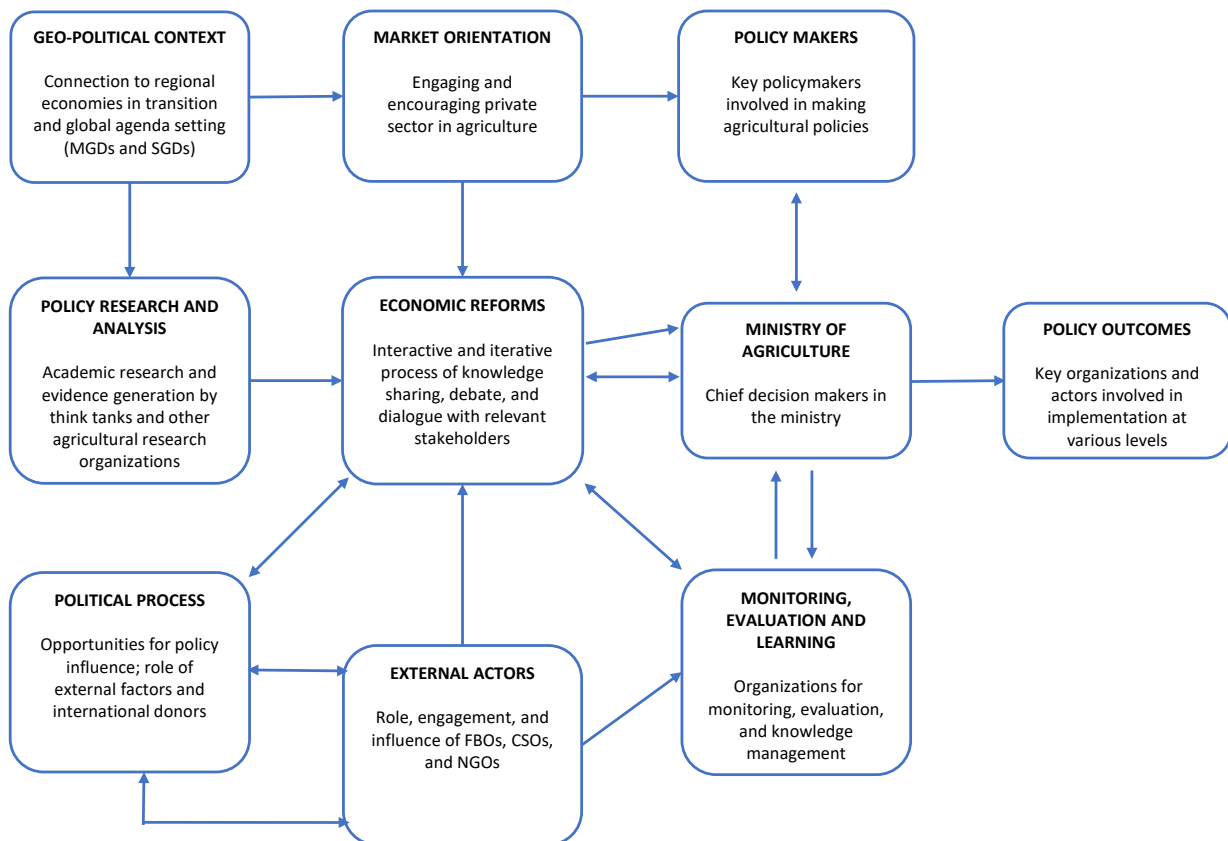 GEO-POLITICAL CONTEXT
Connection to regional
economies in transition
and global agenda setting
(MGDs and SGDs)
MARKET ORIENTATION
Engaging and
encouraging private
sector in agriculture
POLICY MAKERS
Key policymakers
involved in making
agricultural policies
POLICY RESEARCH AND
ANALYSIS
Academic research and
evidence generation by
think tanks and other
agricultural research
organizations
ECONOMIC REFORMS
Interactive and iterative
process of knowledge
sharing, debate, and
dialogue with relevant
stakeholders
MINISTRY OF
AGRICULTURE
Chief decision makers in
the ministry
POLICY OUTCOMES
Key organizations and
actors involved in
implementation at
various levels
POLITICAL PROCESS
Opportunities for policy
influence; role of
external factors and
international donors
EXTERNAL ACTORS
Role, engagement, and
influence of FBOs, CSOs,
and NGOs
MONITORING,
EVALUATION AND
LEARNING
Organizations for
monitoring, evaluation,
and knowledge
management